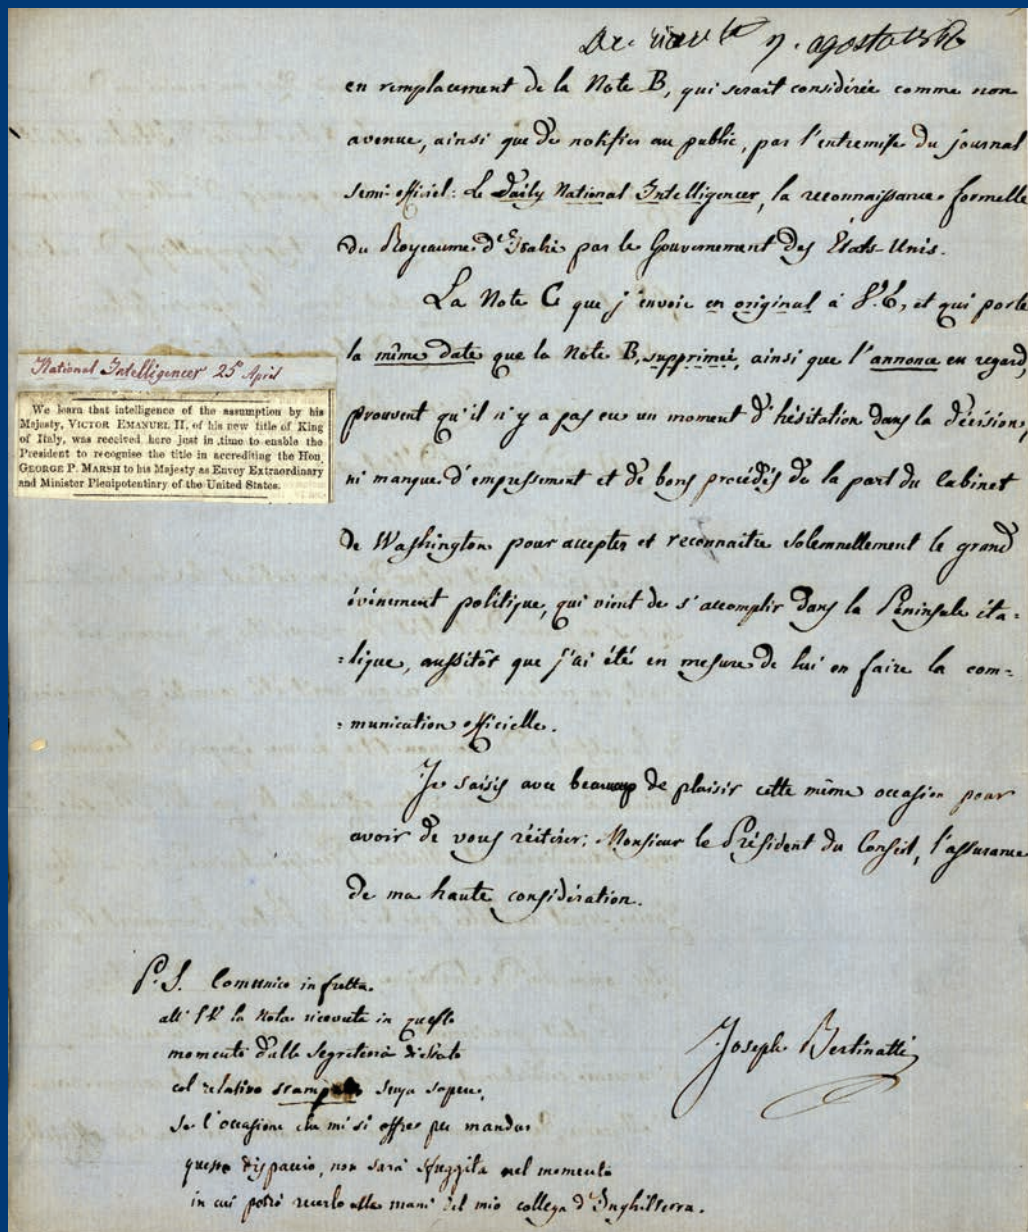 7. agosto
en remplacement de la Note B, qui serait considérée comme non
avenue, ainsi que de notifier au public, par l'entremise du journal
semi-officiel: Le Daily National Intelligencer, la reconnaissance formelle
du Royeaume d'Italie par le Gouvernement des Etats-Unis.
La Note C que j'envoie en original à V. E, et qui porte
la même date que la Note B, supprimée, ainsi que l'annonce en regard,
prouvent qu'il n'y a pas eu un moment d'hésitation dans la décision,
ni manque d'empressement et de bons procédés de la part du Cabinet
de Washington pour accepter et reconnaître solemnellement le grand
événement politique, qui vient de s'accomplir dans la Péninsule ita-
:lique, aussitôt que j'ai été en mesure de lui en faire la com-
:munication officielle.
National Intelligencer 25 April
We learn that intelligence of the assumption by his
Majesty, VICTOR EMANUEL II, of his new title of King
of Italy, was received here just in time to enable the
President to recognise the title in accrediting the Hon.
GEORGE P. MARSH to his Majesty as Envoy Extraordinary
and Minister Plenipotentiary of the United States.
Je saisis avec beaucoup de plaisir cette même occasion pour
avoir de vous réitérer, Monsieur le Président du Conseil, l'assurance
de ma haute considération.
Joseph Bertinatti
P. S. Comunico in fretta
all' la Nota ricevuta in questo
momento dalla Segreteria di Stato
col relativo senza sapere,
se l'occasione che mi si offre per mandar
questo dispaccio, non sarà sfuggita nel momento
in cui potrò recarlo alle mani del mio collega d'Inghilterra.